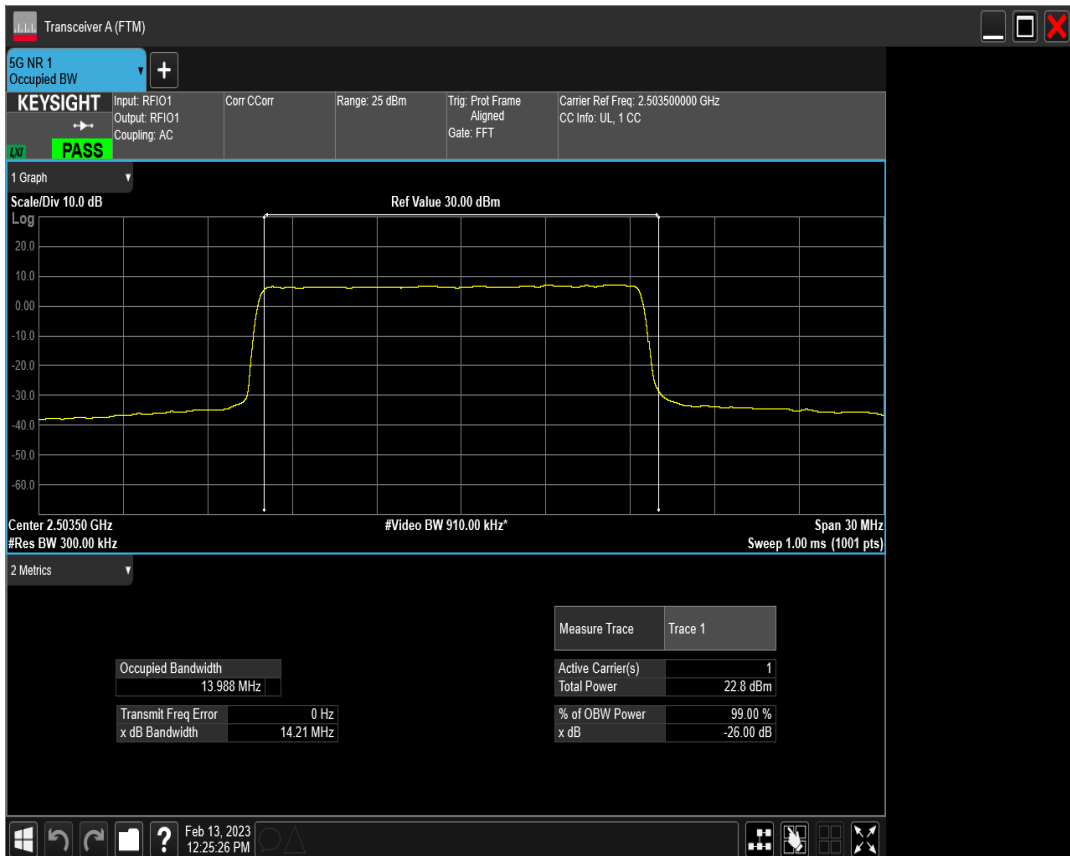 Transceiver A (FTM)
5G NR 1
Occupied BW
+
KEYSIGHT
LXI
PASS
Input: RFIO1
Output: RFIO1
Coupling: AC
Corr CCorr
Range: 25 dBm
Trig: Prot Frame
Aligned
Gate: FFT
Carrier Ref Freq: 2.503500000 GHz
CC Info: UL, 1 CC
1 Graph
Scale/Div 10.0 dB
Ref Value 30.00 dBm
Log
20.0
10.0
0.00
-10.0
-20.0
-30.0
-40.0
-50.0
-60.0
Center 2.50350 GHz
#Video BW 910.00 kHz*
Span 30 MHz
#Res BW 300.00 kHz
Sweep 1.00 ms (1001 pts)
2 Metrics
Measure Trace Trace 1
Occupied Bandwidth
13.988 MHz
Active Carrier(s) 1
Total Power 22.8 dBm
Transmit Freq Error 0 Hz
x dB Bandwidth 14.21 MHz
% of OBW Power 99.00 %
x dB -26.00 dB
?
Feb 13, 2023
12:25:26 PM